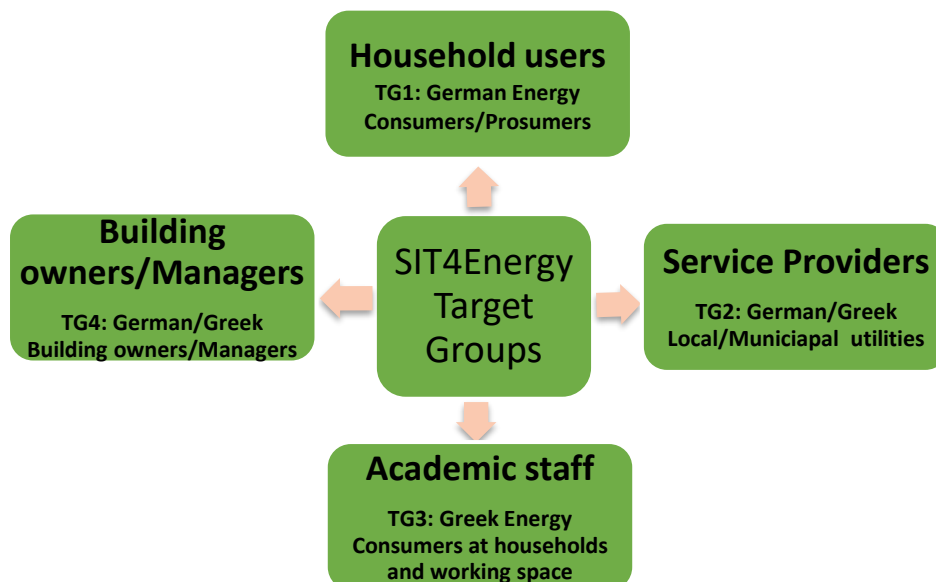 Household users
TG1: German Energy
Consumers/Prosumers
Building
owners/Managers
TG4: German/Greek
Building owners/Managers
SIT4Energy
Target
Groups
Service Providers
TG2: German/Greek
Local/Municiapal utilities
Academic staff
TG3: Greek Energy
Consumers at households
and working space